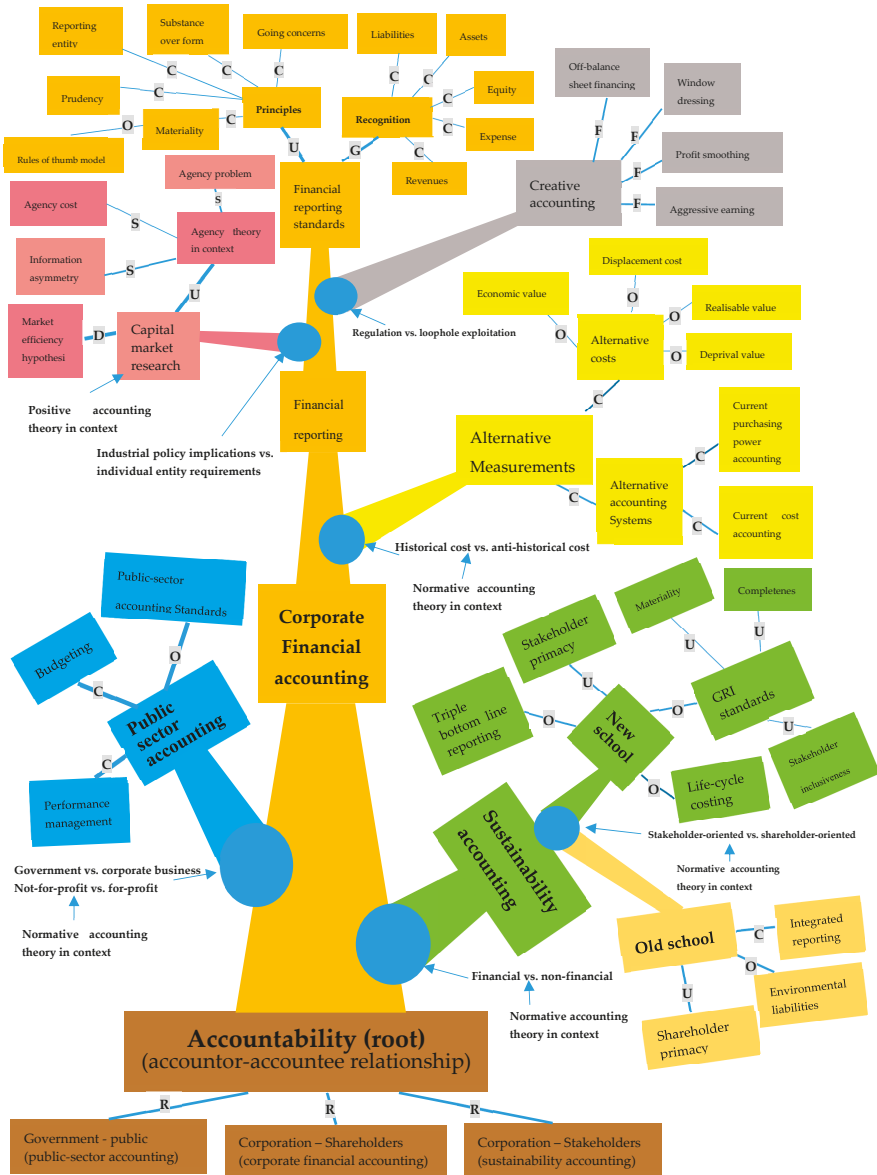 Reporting
entity
Substance
over form
Going concerns
Liabilities
Assets
C
C
C
C
C
Off-balance
sheet financing
Window
dressing
Prudency
C
Principles
Recognition
C
Equity
C
Expense
O
Materiality
C
Rules of thumb model
U
G
C
Revenues
F
F
F
F
Profit smoothing
Aggressive earning
Creative
accounting
Agency problem
s
Financial
reporting
standards
Agency cost
S
Agency theory
in context
Information
asymmetry
S
U
Displacement cost
Economic value
O
O
Realisable value
O
Alternative
costs
O
Deprival value
Market
efficiency
hypothesi
D
Capital
market
research
Regulation vs. loophole exploitation
Positive accounting
theory in context
Financial
reporting
Industrial policy implications vs.
individual entity requirements
C
Alternative
Measurements
Current
purchasing
power
accounting
C
Alternative
accounting
Systems
C
C
Current cost
accounting
Historical cost vs. anti-historical cost
Normative accounting
theory in context
Public-sector
accounting Standards
Budgeting
O
C
Public
sector
accounting
C
Performance
management
Corporate
Financial
accounting
Materiality
Completenes
Stakeholder
primacy
U
U
U
Triple
bottom line
reporting
O
New
school
O
GRI
standards
U
Stakeholder
inclusiveness
O
Life-cycle
costing
Sustainability
accounting
Stakeholder-oriented vs. shareholder-oriented
Normative accounting
theory in context
Government vs. corporate business
Not-for-profit vs. for-profit
Normative accounting
theory in context
Old school
C
Integrated
reporting
O
Environmental
liabilities
U
Shareholder
primacy
Financial vs. non-financial
Normative accounting
theory in context
Accountability (root)
(accountor-accountee relationship)
R
R
R
Government - public
(public-sector accounting)
Corporation – Shareholders
(corporate financial accounting)
Corporation – Stakeholders
(sustainability accounting)